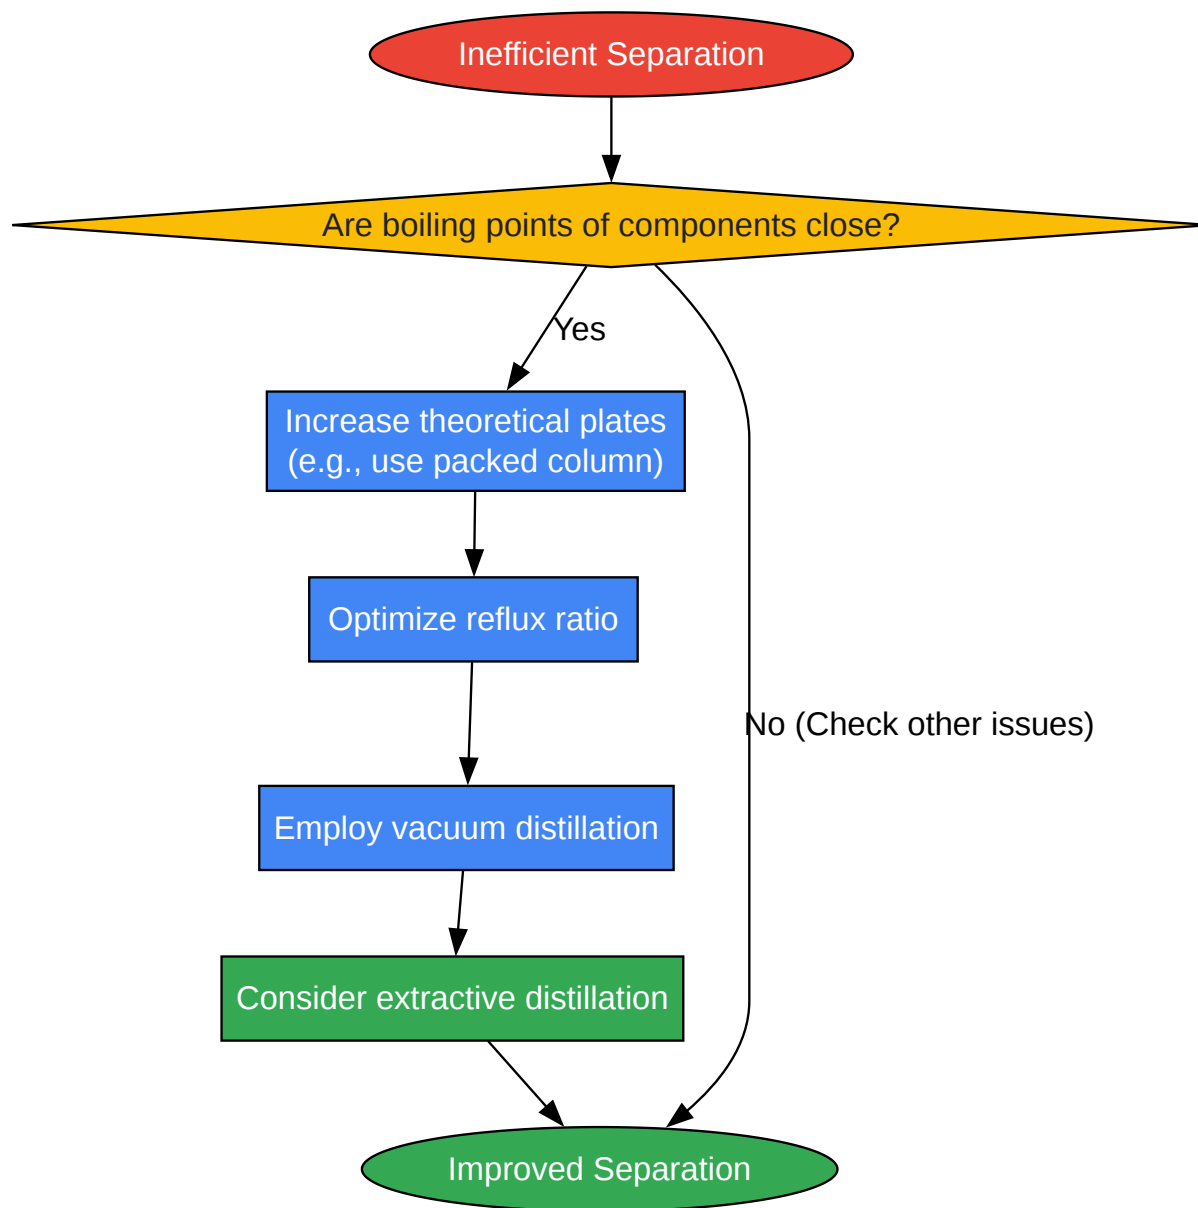 Inefficient Separation
Are boiling points of components close?
Yes
Increase theoretical plates
(e.g., use packed column)
Optimize reflux ratio
No (Check other issues)
Employ vacuum distillation
Consider extractive distillation
Improved Separation